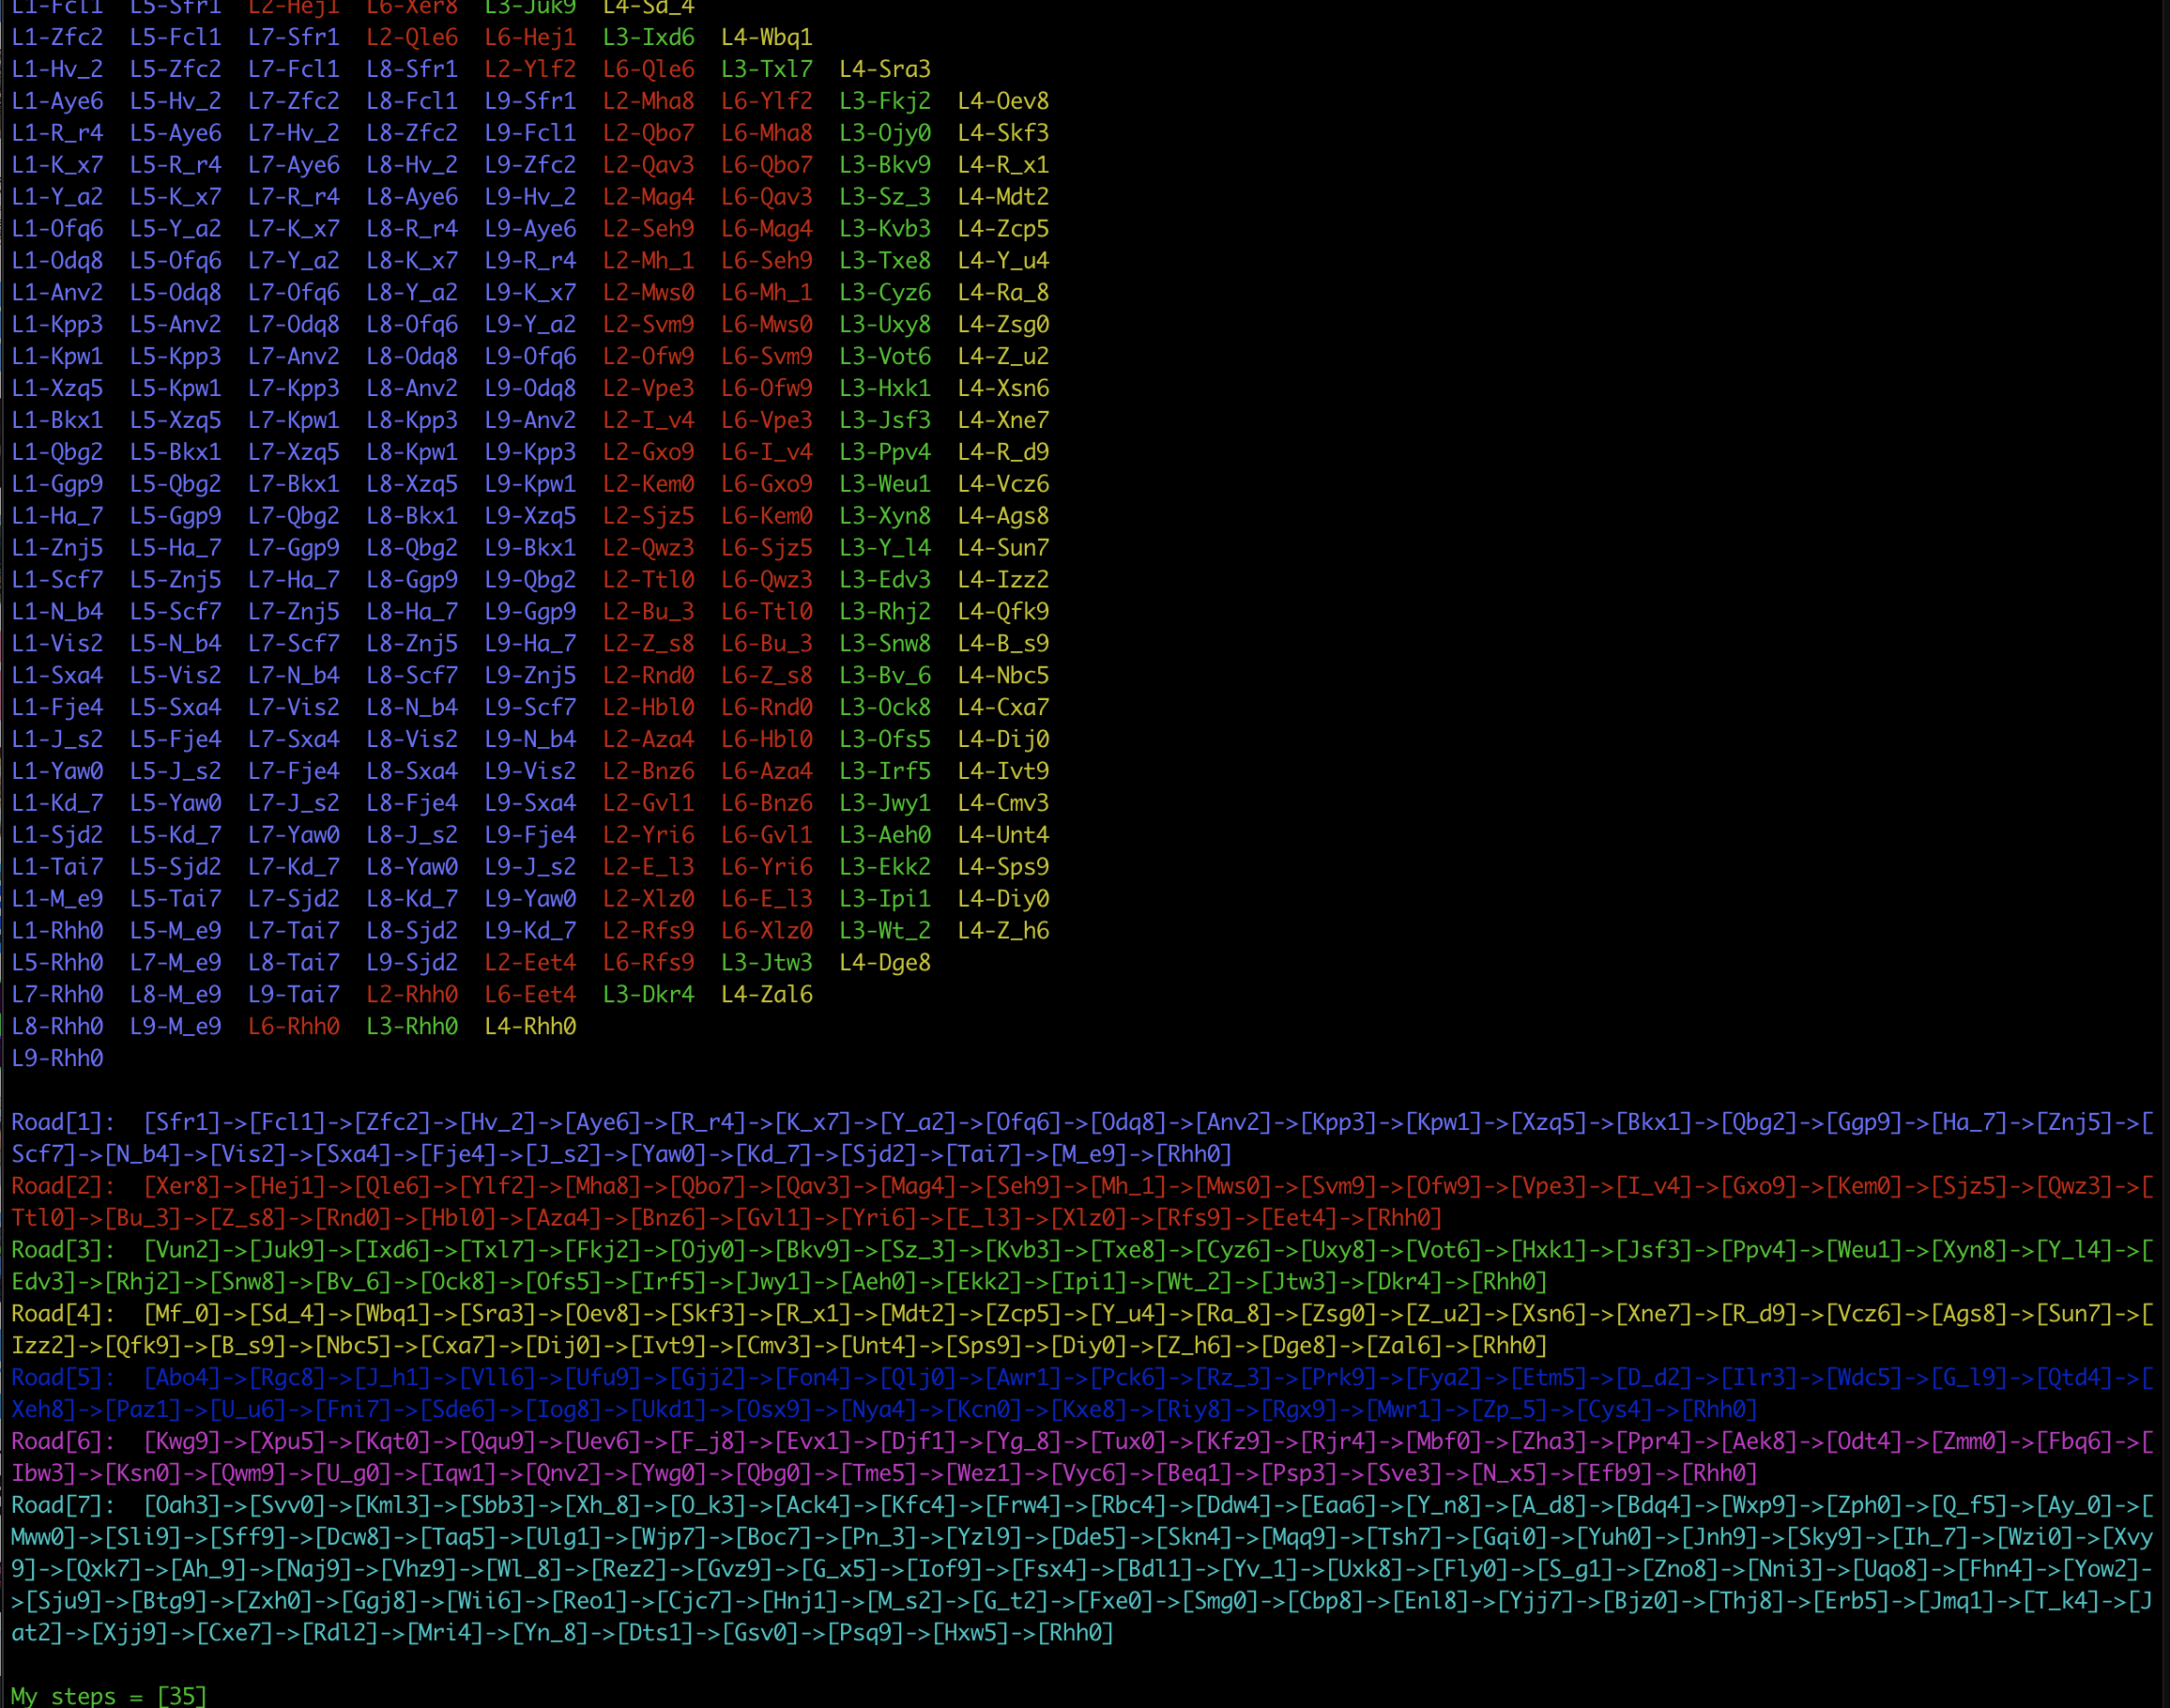 L1-Fcl1  L5-Sfr1  L2-Hej1  L6-Xer8  L3-Juk9  L4-Sd_4
L1-Zfc2  L5-Fcl1  L7-Sfr1  L2-Qle6  L6-Hej1  L3-Ixd6  L4-Wbq1
L1-Hv_2  L5-Zfc2  L7-Fcl1  L8-Sfr1  L2-Ylf2  L6-Qle6  L3-Txl7  L4-Sra3
L1-Aye6  L5-Hv_2  L7-Zfc2  L8-Fcl1  L9-Sfr1  L2-Mha8  L6-Ylf2  L3-Fkj2  L4-Oev8
L1-R_r4  L5-Aye6  L7-Hv_2  L8-Zfc2  L9-Fcl1  L2-Qbo7  L6-Mha8  L3-Ojy0  L4-Skf3
L1-K_x7  L5-R_r4  L7-Aye6  L8-Hv_2  L9-Zfc2  L2-Qav3  L6-Qbo7  L3-Bkv9  L4-R_x1
L1-Y_a2  L5-K_x7  L7-R_r4  L8-Aye6  L9-Hv_2  L2-Mag4  L6-Qav3  L3-Sz_3  L4-Mdt2
L1-Ofq6  L5-Y_a2  L7-K_x7  L8-R_r4  L9-Aye6  L2-Seh9  L6-Mag4  L3-Kvb3  L4-Zcp5
L1-Odq8  L5-Ofq6  L7-Y_a2  L8-K_x7  L9-R_r4  L2-Mh_1  L6-Seh9  L3-Txe8  L4-Y_u4
L1-Anv2  L5-Odq8  L7-Ofq6  L8-Y_a2  L9-K_x7  L2-Mws0  L6-Mh_1  L3-Cyz6  L4-Ra_8
L1-Kpp3  L5-Anv2  L7-Odq8  L8-Ofq6  L9-Y_a2  L2-Svm9  L6-Mws0  L3-Uxy8  L4-Zsg0
L1-Kpw1  L5-Kpp3  L7-Anv2  L8-Odq8  L9-Ofq6  L2-Ofw9  L6-Svm9  L3-Vot6  L4-Z_u2
L1-Xzq5  L5-Kpw1  L7-Kpp3  L8-Anv2  L9-Odq8  L2-Vpe3  L6-Ofw9  L3-Hxk1  L4-Xsn6
L1-Bkx1  L5-Xzq5  L7-Kpw1  L8-Kpp3  L9-Anv2  L2-I_v4  L6-Vpe3  L3-Jsf3  L4-Xne7
L1-Qbg2  L5-Bkx1  L7-Xzq5  L8-Kpw1  L9-Kpp3  L2-Gxo9  L6-I_v4  L3-Ppv4  L4-R_d9
L1-Ggp9  L5-Qbg2  L7-Bkx1  L8-Xzq5  L9-Kpw1  L2-Kem0  L6-Gxo9  L3-Weu1  L4-Vcz6
L1-Ha_7  L5-Ggp9  L7-Qbg2  L8-Bkx1  L9-Xzq5  L2-Sjz5  L6-Kem0  L3-Xyn8  L4-Ags8
L1-Znj5  L5-Ha_7  L7-Ggp9  L8-Qbg2  L9-Bkx1  L2-Qwz3  L6-Sjz5  L3-Y_l4  L4-Sun7
L1-Scf7  L5-Znj5  L7-Ha_7  L8-Ggp9  L9-Qbg2  L2-Ttl0  L6-Qwz3  L3-Edv3  L4-Izz2
L1-N_b4  L5-Scf7  L7-Znj5  L8-Ha_7  L9-Ggp9  L2-Bu_3  L6-Ttl0  L3-Rhj2  L4-Qfk9
L1-Vis2  L5-N_b4  L7-Scf7  L8-Znj5  L9-Ha_7  L2-Z_s8  L6-Bu_3  L3-Snw8  L4-B_s9
L1-Sxa4  L5-Vis2  L7-N_b4  L8-Scf7  L9-Znj5  L2-Rnd0  L6-Z_s8  L3-Bv_6  L4-Nbc5
L1-Fje4  L5-Sxa4  L7-Vis2  L8-N_b4  L9-Scf7  L2-Hbl0  L6-Rnd0  L3-Ock8  L4-Cxa7
L1-J_s2  L5-Fje4  L7-Sxa4  L8-Vis2  L9-N_b4  L2-Aza4  L6-Hbl0  L3-Ofs5  L4-Dij0
L1-Yaw0  L5-J_s2  L7-Fje4  L8-Sxa4  L9-Vis2  L2-Bnz6  L6-Aza4  L3-Irf5  L4-Ivt9
L1-Kd_7  L5-Yaw0  L7-J_s2  L8-Fje4  L9-Sxa4  L2-Gvl1  L6-Bnz6  L3-Jwy1  L4-Cmv3
L1-Sjd2  L5-Kd_7  L7-Yaw0  L8-J_s2  L9-Fje4  L2-Yri6  L6-Gvl1  L3-Aeh0  L4-Unt4
L1-Tai7  L5-Sjd2  L7-Kd_7  L8-Yaw0  L9-J_s2  L2-E_l3  L6-Yri6  L3-Ekk2  L4-Sps9
L1-M_e9  L5-Tai7  L7-Sjd2  L8-Kd_7  L9-Yaw0  L2-Xlz0  L6-E_l3  L3-Ipi1  L4-Diy0
L1-Rhh0  L5-M_e9  L7-Tai7  L8-Sjd2  L9-Kd_7  L2-Rfs9  L6-Xlz0  L3-Wt_2  L4-Z_h6
L5-Rhh0  L7-M_e9  L8-Tai7  L9-Sjd2  L2-Eet4  L6-Rfs9  L3-Jtw3  L4-Dge8
L7-Rhh0  L8-M_e9  L9-Tai7  L2-Rhh0  L6-Eet4  L3-Dkr4  L4-Zal6
L8-Rhh0  L9-M_e9  L6-Rhh0  L3-Rhh0  L4-Rhh0
L9-Rhh0
Road[1]:  [Sfr1]->[Fcl1]->[Zfc2]->[Hv_2]->[Aye6]->[R_r4]->[K_x7]->[Y_a2]->[Ofq6]->[Odq8]->[Anv2]->[Kpp3]->[Kpw1]->[Xzq5]->[Bkx1]->[Qbg2]->[Ggp9]->[Ha_7]->[Znj5]->[
Scf7]->[N_b4]->[Vis2]->[Sxa4]->[Fje4]->[J_s2]->[Yaw0]->[Kd_7]->[Sjd2]->[Tai7]->[M_e9]->[Rhh0]
Road[2]:  [Xer8]->[Hej1]->[Qle6]->[Ylf2]->[Mha8]->[Qbo7]->[Qav3]->[Mag4]->[Seh9]->[Mh_1]->[Mws0]->[Svm9]->[Ofw9]->[Vpe3]->[I_v4]->[Gxo9]->[Kem0]->[Sjz5]->[Qwz3]->[
Ttl0]->[Bu_3]->[Z_s8]->[Rnd0]->[Hbl0]->[Aza4]->[Bnz6]->[Gvl1]->[Yri6]->[E_l3]->[Xlz0]->[Rfs9]->[Eet4]->[Rhh0]
Road[3]:  [Vun2]->[Juk9]->[Ixd6]->[Txl7]->[Fkj2]->[Ojy0]->[Bkv9]->[Sz_3]->[Kvb3]->[Txe8]->[Cyz6]->[Uxy8]->[Vot6]->[Hxk1]->[Jsf3]->[Ppv4]->[Weu1]->[Xyn8]->[Y_l4]->[
Edv3]->[Rhj2]->[Snw8]->[Bv_6]->[Ock8]->[Ofs5]->[Irf5]->[Jwy1]->[Aeh0]->[Ekk2]->[Ipi1]->[Wt_2]->[Jtw3]->[Dkr4]->[Rhh0]
Road[4]:  [Mf_0]->[Sd_4]->[Wbq1]->[Sra3]->[Oev8]->[Skf3]->[R_x1]->[Mdt2]->[Zcp5]->[Y_u4]->[Ra_8]->[Zsg0]->[Z_u2]->[Xsn6]->[Xne7]->[R_d9]->[Vcz6]->[Ags8]->[Sun7]->[
Izz2]->[Qfk9]->[B_s9]->[Nbc5]->[Cxa7]->[Dij0]->[Ivt9]->[Cmv3]->[Unt4]->[Sps9]->[Diy0]->[Z_h6]->[Dge8]->[Zal6]->[Rhh0]
Road[5]:  [Abo4]->[Rgc8]->[J_h1]->[Vll6]->[Ufu9]->[Gjj2]->[Fon4]->[Qlj0]->[Awr1]->[Pck6]->[Rz_3]->[Prk9]->[Fya2]->[Etm5]->[D_d2]->[Ilr3]->[Wdc5]->[G_l9]->[Qtd4]->[
Xeh8]->[Paz1]->[U_u6]->[Fni7]->[Sde6]->[Iog8]->[Ukd1]->[Osx9]->[Nya4]->[Kcn0]->[Kxe8]->[Riy8]->[Rgx9]->[Mwr1]->[Zp_5]->[Cys4]->[Rhh0]
Road[6]:  [Kwg9]->[Xpu5]->[Kqt0]->[Qqu9]->[Uev6]->[F_j8]->[Evx1]->[Djf1]->[Yg_8]->[Tux0]->[Kfz9]->[Rjr4]->[Mbf0]->[Zha3]->[Ppr4]->[Aek8]->[Odt4]->[Zmm0]->[Fbq6]->[
Ibw3]->[Ksn0]->[Qwm9]->[U_g0]->[Iqw1]->[Qnv2]->[Ywg0]->[Qbg0]->[Tme5]->[Wez1]->[Vyc6]->[Beq1]->[Psp3]->[Sve3]->[N_x5]->[Efb9]->[Rhh0]
Road[7]:  [Oah3]->[Svv0]->[Kml3]->[Sbb3]->[Xh_8]->[O_k3]->[Ack4]->[Kfc4]->[Frw4]->[Rbc4]->[Ddw4]->[Eaa6]->[Y_n8]->[A_d8]->[Bdq4]->[Wxp9]->[Zph0]->[Q_f5]->[Ay_0]->[
Mww0]->[Sli9]->[Sff9]->[Dcw8]->[Taq5]->[Ulg1]->[Wjp7]->[Boc7]->[Pn_3]->[Yzl9]->[Dde5]->[Skn4]->[Mqq9]->[Tsh7]->[Gqi0]->[Yuh0]->[Jnh9]->[Sky9]->[Ih_7]->[Wzi0]->[Xvy
9]->[Qxk7]->[Ah_9]->[Naj9]->[Vhz9]->[Wl_8]->[Rez2]->[Gvz9]->[G_x5]->[Iof9]->[Fsx4]->[Bdl1]->[Yv_1]->[Uxk8]->[Fly0]->[S_g1]->[Zno8]->[Nni3]->[Uqo8]->[Fhn4]->[Yow2]-
>[Sju9]->[Btg9]->[Zxh0]->[Ggj8]->[Wii6]->[Reo1]->[Cjc7]->[Hnj1]->[M_s2]->[G_t2]->[Fxe0]->[Smg0]->[Cbp8]->[Enl8]->[Yjj7]->[Bjz0]->[Thj8]->[Erb5]->[Jmq1]->[T_k4]->[J
at2]->[Xjj9]->[Cxe7]->[Rdl2]->[Mri4]->[Yn_8]->[Dts1]->[Gsv0]->[Psq9]->[Hxw5]->[Rhh0]
My steps = [35]